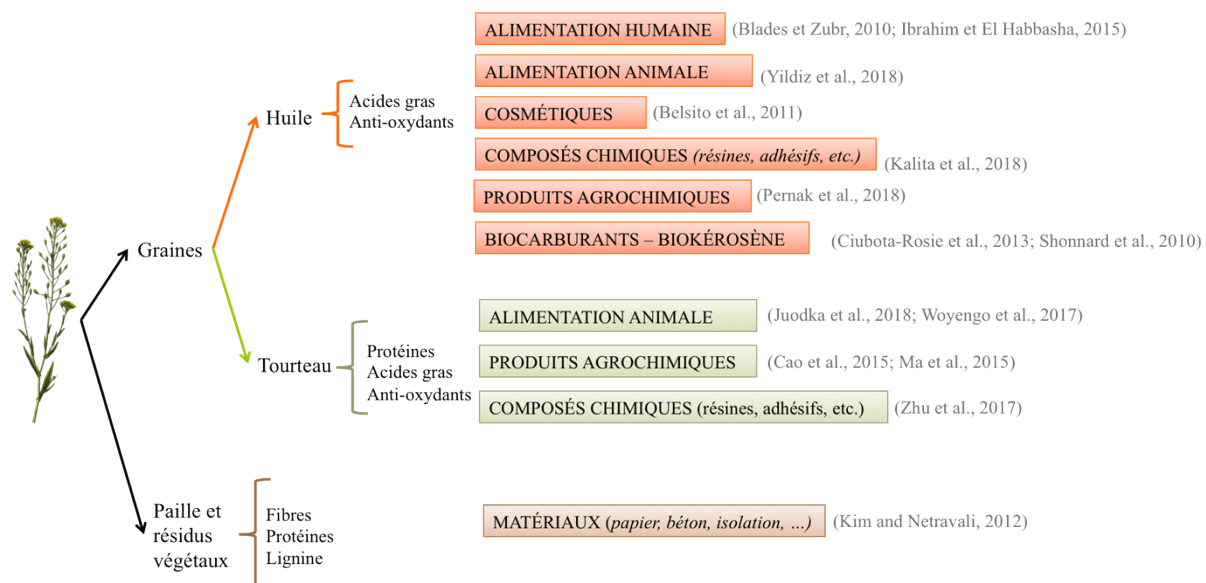 ALIMENTATION HUMAINE (Blades et Zubr, 2010; Ibrahim et El Habbasha, 2015)
ALIMENTATION ANIMALE (Yildiz et al., 2018)
Huile
Acides gras
Anti-oxydants
COSMÉTIQUES (Belsito et al., 2011)
COMPOSÉS CHIMIQUES (résines, adhésifs, etc.) (Kalita et al., 2018)
PRODUITS AGROCHIMIQUES (Pernak et al., 2018)
BIOCARBURANTS – BIOKÉROSÈNE (Ciubota-Rosie et al., 2013; Shonnard et al., 2010)
Graines
ALIMENTATION ANIMALE (Juodka et al., 2018; Woyengo et al., 2017)
Tourteau
Protéines
Acides gras
Anti-oxydants
PRODUITS AGROCHIMIQUES (Cao et al., 2015; Ma et al., 2015)
COMPOSÉS CHIMIQUES (résines, adhésifs, etc.) (Zhu et al., 2017)
Paille et
résidus
végétaux
Fibres
Protéines
Lignine
MATÉRIAUX (papier, béton, isolation, ...) (Kim and Netravali, 2012)